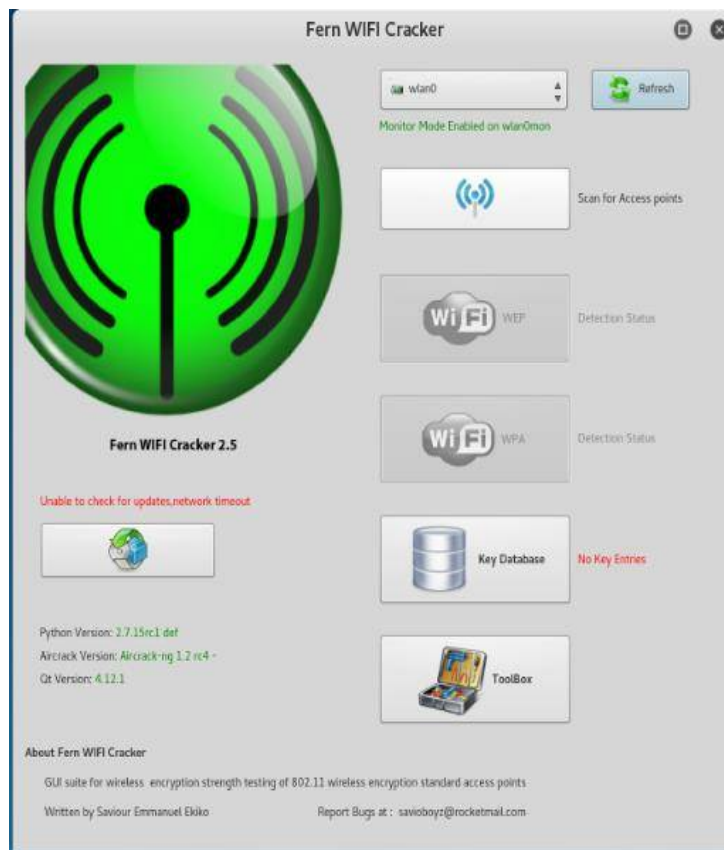 Fern WIFI Cracker
wlan0
Refresh
Monitor Mode Enabled on wlan0mon
Scan for Access points
WiFi WEP
Detection Status
WiFi WPA
Detection Status
Fern WIFI Cracker 2.5
Unable to check for updates,network timeout
Key Database
No Key Entries
Python Version: 2.7.15rc1 def
Aircrack Version: Aircrack-ng 1.2 rc4 -
Qt Version: 4.12.1
ToolBox
About Fern WIFI Cracker
GUI suite for wireless encryption strength testing of 802.11 wireless encryption standard access points
Written by Saviour Emmanuel Ekiko
Report Bugs at : savioboyz@rocketmail.com